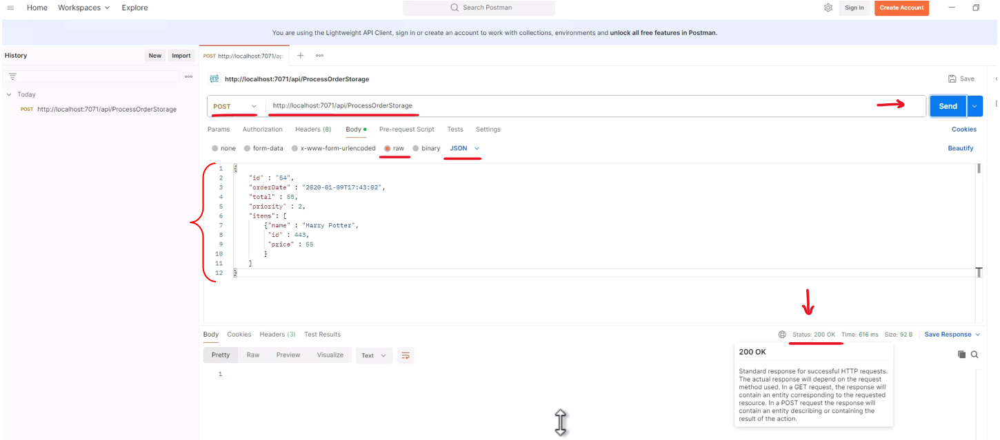 Home Workspaces Explore Search Postman Sign In Create Account
You are using the Lightweight API Client, sign in or create an account to work with collections, environments and unlock all free features in Postman.
History New Import
POST http://localhost:7071/ap
Today
POST http://localhost:7071/api/ProcessOrderStorage
HTTP http://localhost:7071/api/ProcessOrderStorage Save
POST http://localhost:7071/api/ProcessOrderStorage Send
Params Authorization Headers (8) Body Pre-request Script Tests Settings Cookies
none form-data x-www-form-urlencoded raw binary JSON Beautify
1 {
2 "id" : "54",
3 "orderDate" : "2020-01-09T17:43:02",
4 "total" : 55,
5 "priority" : 2,
6 "items": [
7 {"name" : "Harry Potter",
8 "id" : 443,
9 "price" : 55
10 }
11 ]
12 }
Body Cookies Headers (3) Test Results Status: 200 OK Time: 616 ms Size: 92 B Save Response
Pretty Raw Preview Visualize Text
1
200 OK
Standard response for successful HTTP requests.
The actual response will depend on the request
method used. In a GET request, the response will
contain an entity corresponding to the requested
resource. In a POST request the response will
contain an entity describing or containing the
result of the action.